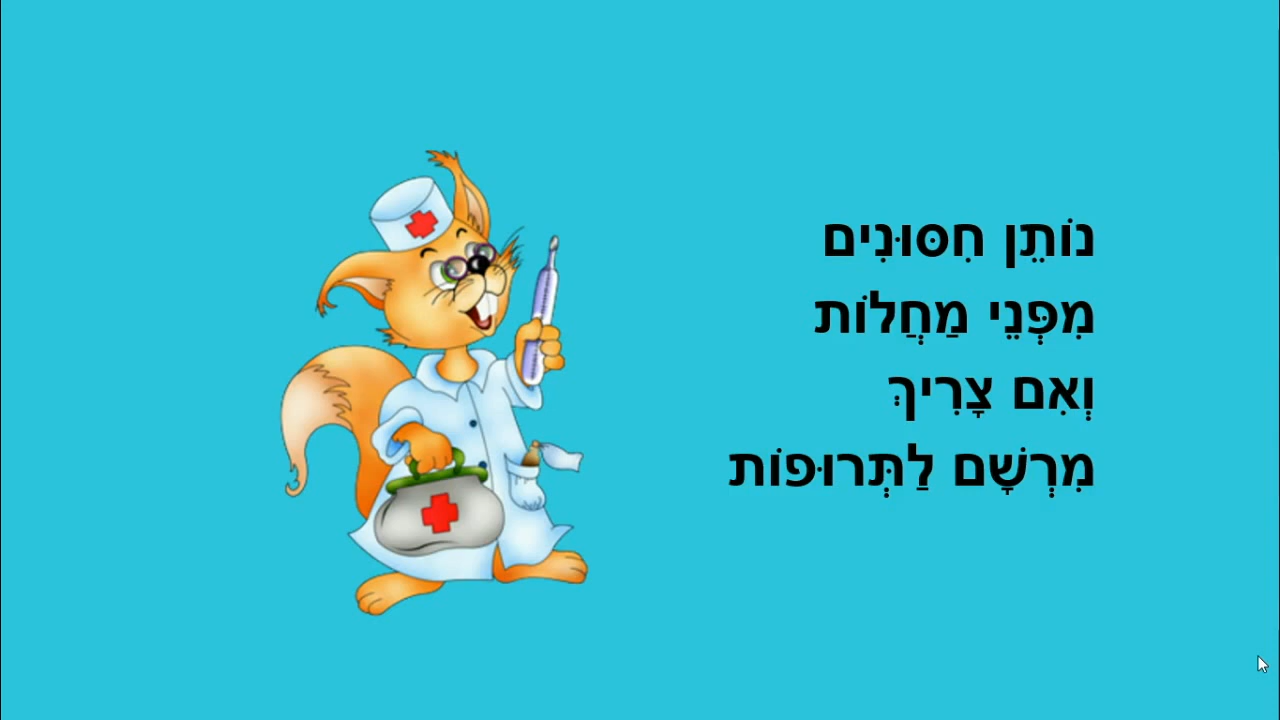 נוֹתֵן חִסּוּנִים
מִפְּנֵי מַחֲלוֹת
וְאִם צָרִיךְ
מִרְשָׁם לַתְּרוּפוֹת